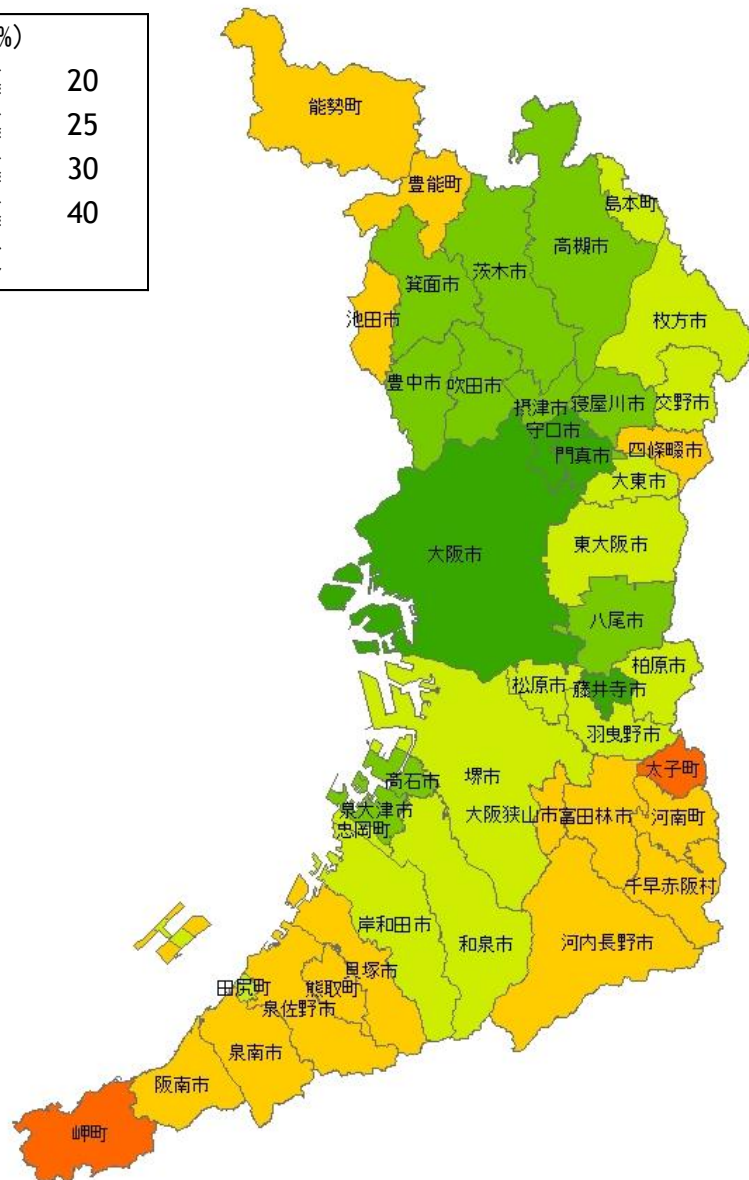 %)
20
25
30
40
能勢町
豊能町
島本町
高槻市
茨木市
箕面市
池田市
枚方市
豊中市
吹田市
摂津市
寝屋川市
交野市
守口市
門真市
四條畷市
大東市
東大阪市
大阪市
八尾市
柏原市
松原市
藤井寺市
羽曳野市
太子町
堺市
高石市
泉大津市
忠岡町
大阪狭山市
富田林市
河南町
千早赤阪村
岸和田市
和泉市
河内長野市
貝塚市
田尻町
熊取町
泉佐野市
泉南市
阪南市
岬町